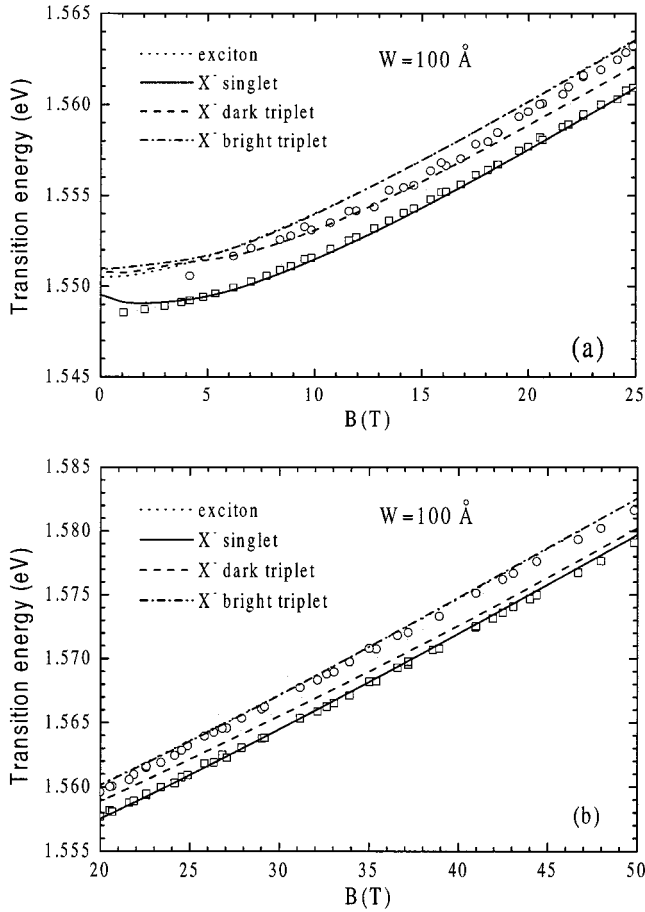 1.565
1.560
1.555
1.550
1.545
Transition energy (eV)
exciton
X⁻ singlet
X⁻ dark triplet
X⁻ bright triplet
W=100 Å
(a)
0 5 10 15 20 25
B(T)
1.585
1.580
1.575
1.570
1.565
1.560
1.555
Transition energy (eV)
exciton
X⁻ singlet
X⁻ dark triplet
X⁻ bright triplet
W=100 Å
(b)
20 25 30 35 40 45 50
B(T)